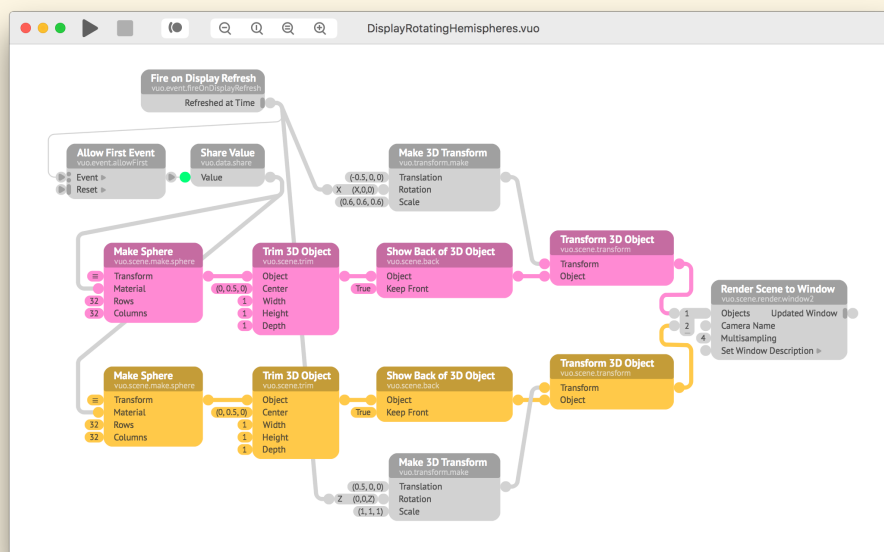 DisplayRotatingHemispheres.vuo
Fire on Display Refresh
vuo.event.fireOnDisplayRefresh
Refreshed at Time
Allow First Event
vuo.event.allowFirst
Event
Reset
Share Value
vuo.data.share
Value
Make 3D Transform
vuo.transform.make
(-0.5, 0, 0) Translation
X (X,0,0) Rotation
(0.6, 0.6, 0.6) Scale
Make Sphere
vuo.scene.make.sphere
Transform
Material
32 Rows
32 Columns
Trim 3D Object
vuo.scene.trim
Object
(0, 0.5, 0) Center
1 Width
1 Height
1 Depth
Show Back of 3D Object
vuo.scene.back
Object
True Keep Front
Transform 3D Object
vuo.scene.transform
Transform
Object
Render Scene to Window
vuo.scene.render.window2
1 Objects Updated Window
2 Camera Name
4 Multisampling
Set Window Description
Make Sphere
vuo.scene.make.sphere
Transform
Material
32 Rows
32 Columns
Trim 3D Object
vuo.scene.trim
Object
(0, 0.5, 0) Center
1 Width
1 Height
1 Depth
Show Back of 3D Object
vuo.scene.back
Object
True Keep Front
Transform 3D Object
vuo.scene.transform
Transform
Object
Make 3D Transform
vuo.transform.make
(0.5, 0, 0) Translation
Z (0,0,Z) Rotation
(1, 1, 1) Scale